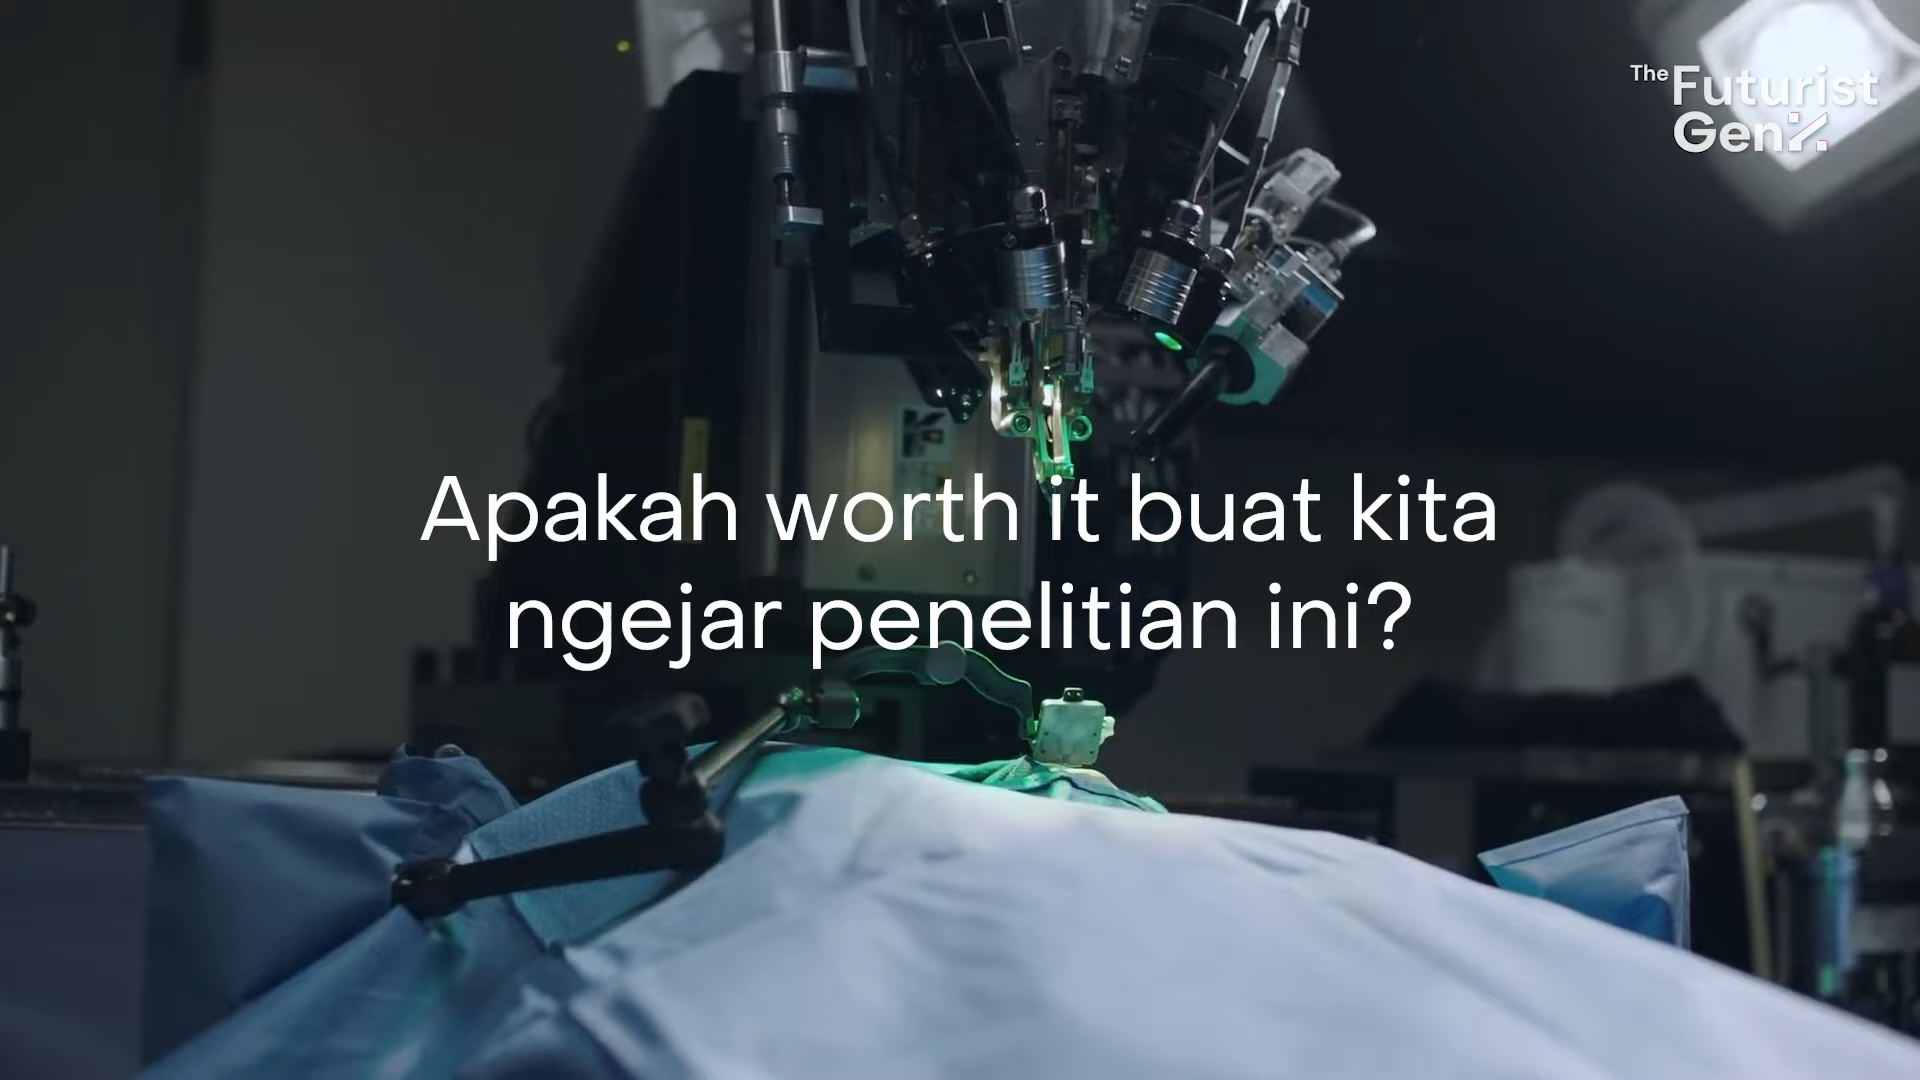 The Futurist
Gen
Apakah worth it buat kita
ngejar penelitian ini?